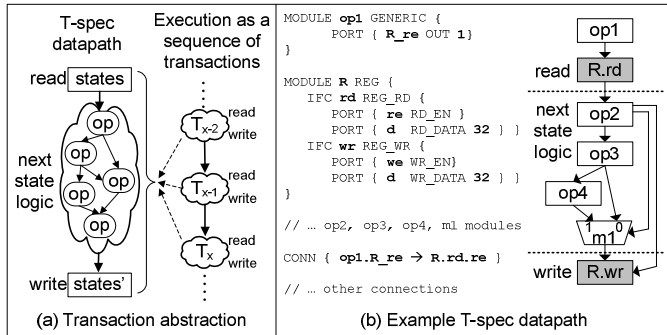 T-spec
datapath
read states
op
op
op
op
op
next
state
logic
write states'
Execution as a
sequence of
transactions
Tx-2 read
write
Tx-1 read
write
Tx read
write
(a) Transaction abstraction
MODULE op1 GENERIC {
PORT { R_re OUT 1}
}
MODULE R REG {
IFC rd REG_RD {
PORT { re RD_EN }
PORT { d RD_DATA 32 } }
IFC wr REG_WR {
PORT { we WR_EN}
PORT { d WR_DATA 32 } }
}
// … op2, op3, op4, m1 modules
CONN { op1.R_re → R.rd.re }
// … other connections
op1
read R.rd
op2
next
state
logic
op3
op4
1 0
m1
write R.wr
(b) Example T-spec datapath